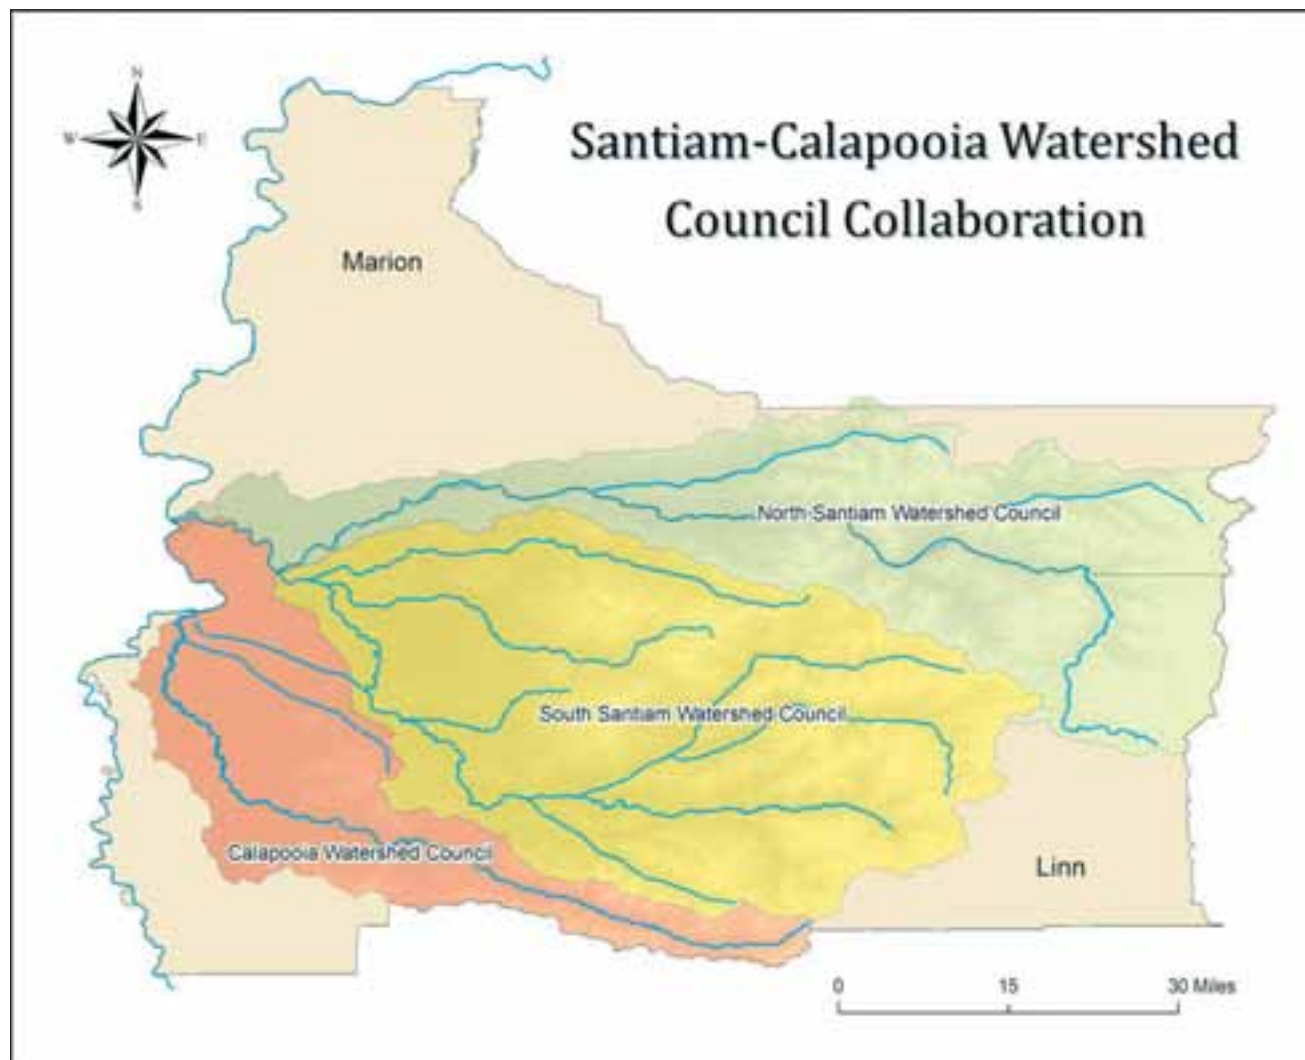 N
W E
S
Santiam-Calapooia Watershed
Council Collaboration
Marion
North Santiam Watershed Council
South Santiam Watershed Council
Calapooia Watershed Council
Linn
0 15 30 Miles